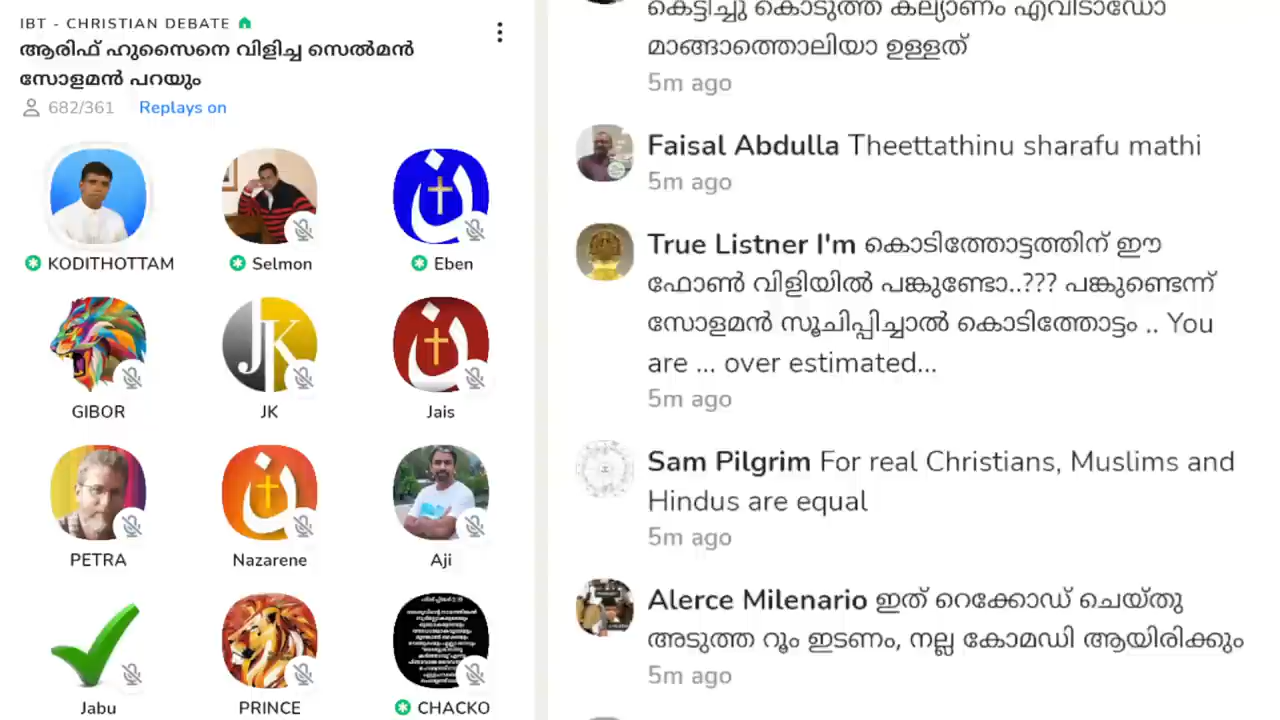 IBT - CHRISTIAN DEBATE
ആരിഫ് ഹുസൈനെ വിളിച്ച സെൽമൻ
സോളമൻ പറയും
682/361 Replays on
KODITHOTTAM Selmon Eben
GIBOR JK Jais
PETRA Nazarene Aji
Jabu PRINCE CHACKO
കെട്ടിച്ചു കൊടുത്ത കല്യാണം എവിടാഡോ
മാങ്ങാത്തൊലിയാ ഉള്ളത്
5m ago
Faisal Abdulla Theettathinu sharafu mathi
5m ago
True Listner I'm കൊടിത്തോട്ടത്തിന് ഈ
ഫോൺ വിളിയിൽ പങ്കുണ്ടോ..??? പങ്കുണ്ടെന്ന്
സോളമൻ സൂചിപ്പിച്ചാൽ കൊടിത്തോട്ടം .. You
are ... over estimated...
5m ago
Sam Pilgrim For real Christians, Muslims and
Hindus are equal
5m ago
Alerce Milenario ഇത് റെക്കോഡ് ചെയ്തു
അടുത്ത റൂം ഇടണം, നല്ല കോമഡി ആയിരിക്കും
5m ago